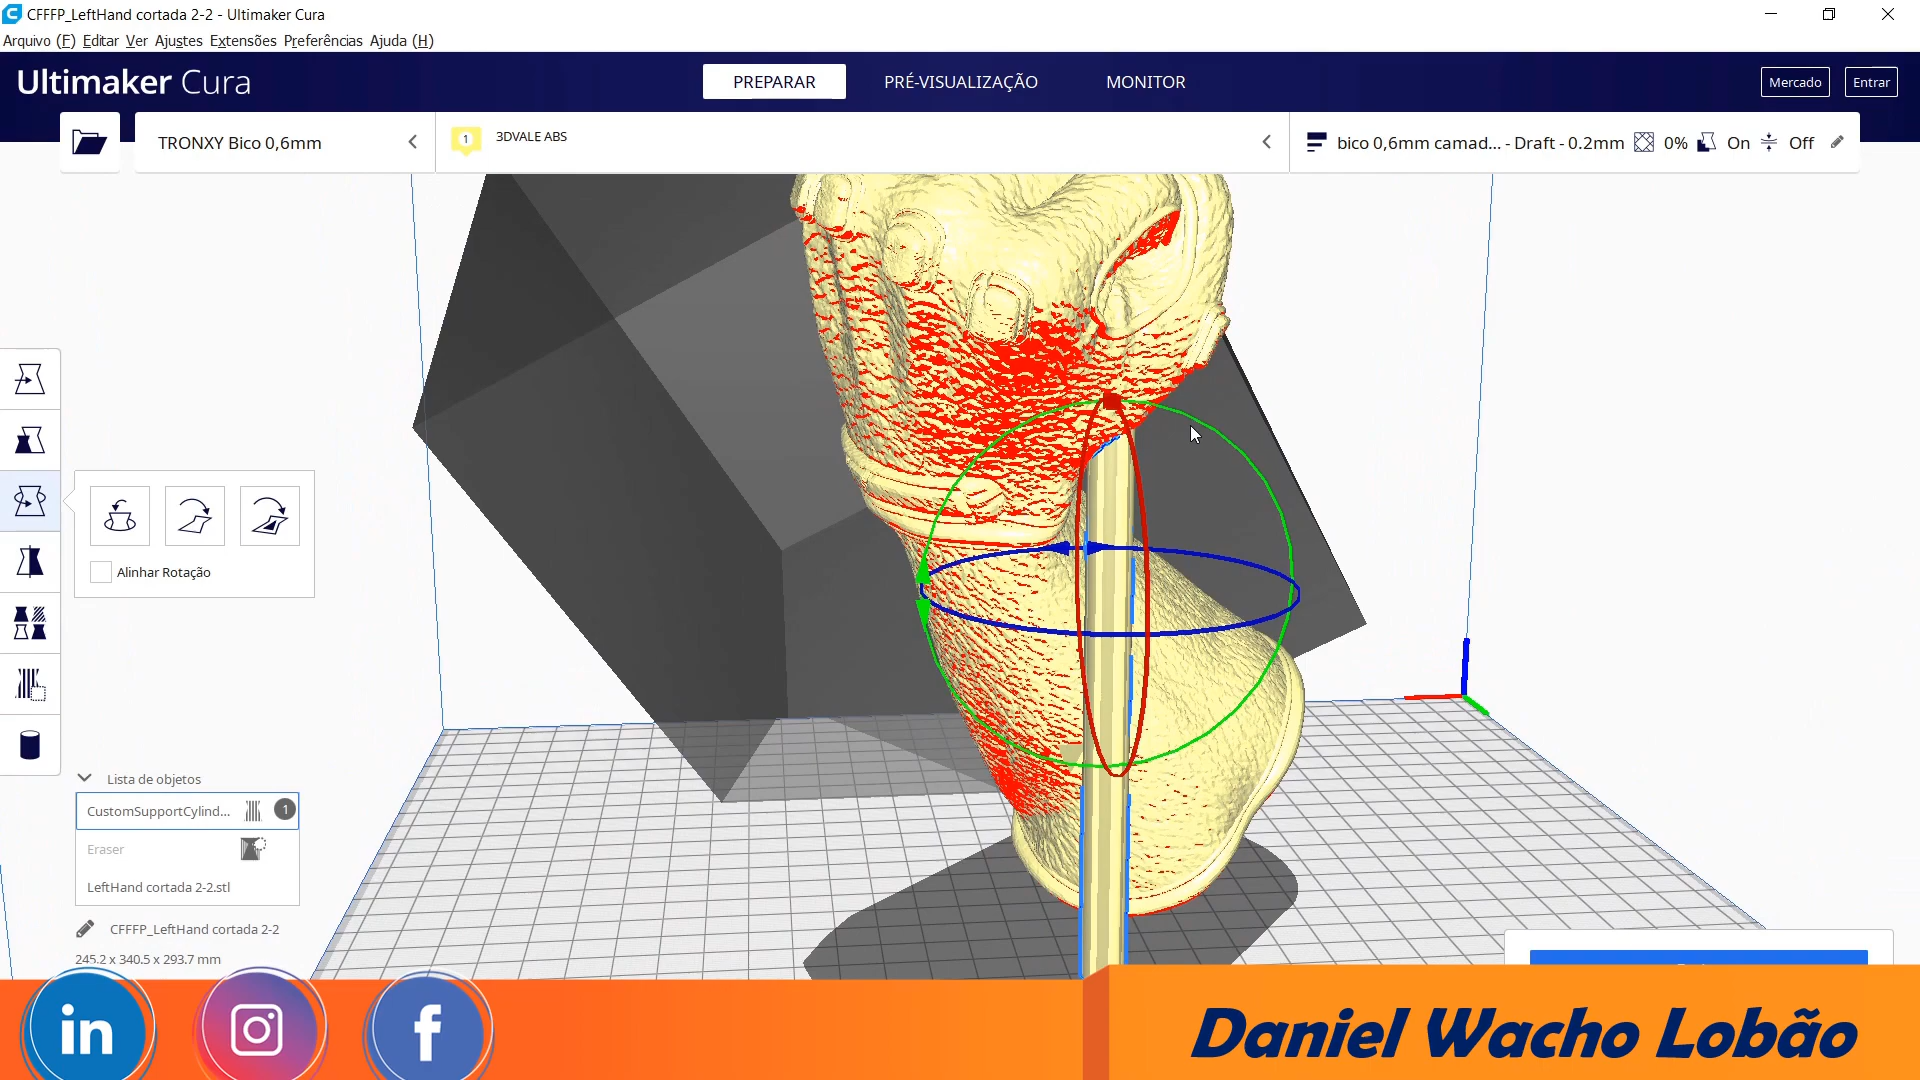 CFFFP_LeftHand cortada 2-2 - Ultimaker Cura
Arquivo (F) Editar Ver Ajustes Extensões Preferências Ajuda (H)
Ultimaker Cura
PREPARAR
PRÉ-VISUALIZAÇÃO
MONITOR
Mercado
Entrar
TRONXY Bico 0,6mm
1
3DVALE ABS
bico 0,6mm camad... - Draft - 0.2mm
0%
On
Off
Alinhar Rotação
Lista de objetos
CustomSupportCylind...
1
Eraser
LeftHand cortada 2-2.stl
CFFFP_LeftHand cortada 2-2
245.2 x 340.5 x 293.7 mm
in
f
Daniel Wacho Lobão